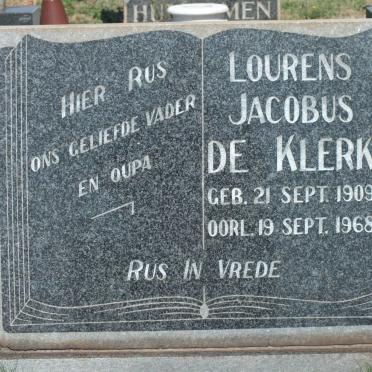 HIER RUS
ONS GELIEFDE VADER
EN OUPA
LOURENS
JACOBUS
DE KLERK
GEB. 21 SEPT. 1909
OORL. 19 SEPT. 1968
RUS IN VREDE